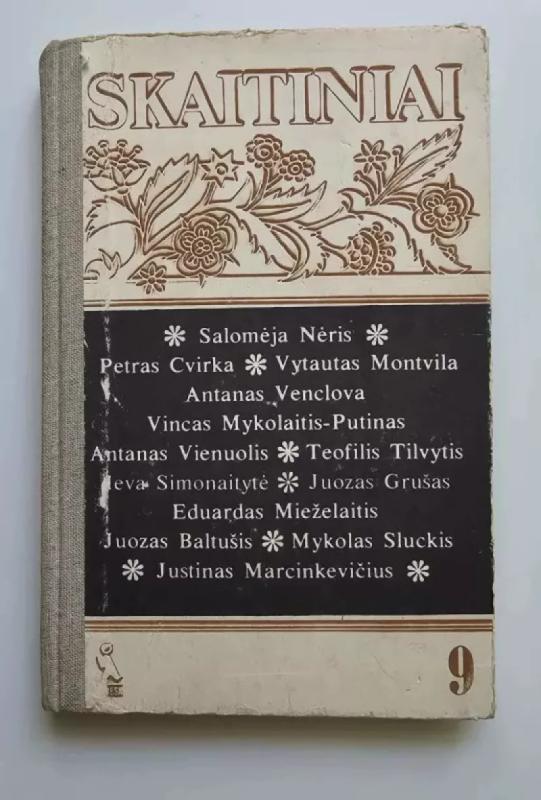 SKAITINIAI
* Salomėja Nėris *
Petras Cvirka * Vytautas Montvila
Antanas Venclova
Vincas Mykolaitis-Putinas
Antanas Vienuolis * Teofilis Tilvytis
Ieva Simonaitytė * Juozas Grušas
Eduardas Mieželaitis
Juozas Baltušis * Mykolas Sluckis
* Justinas Marcinkevičius *
9